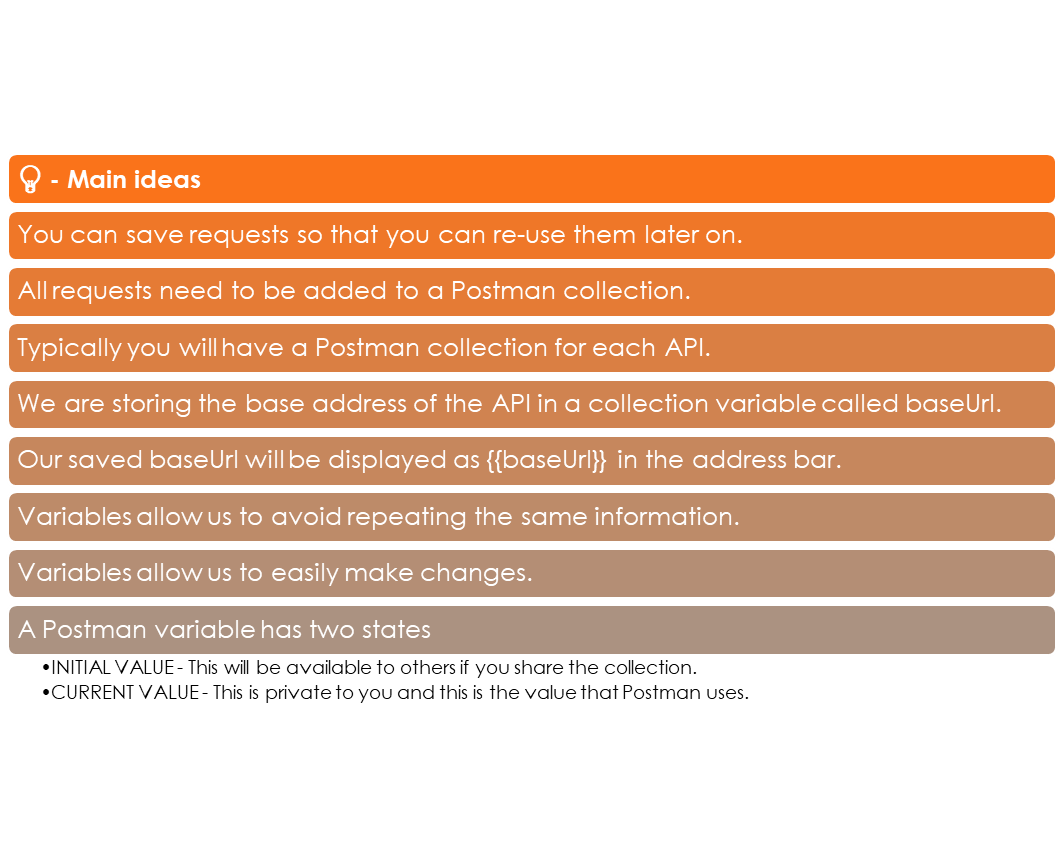 - Main ideas
You can save requests so that you can re-use them later on.
All requests need to be added to a Postman collection.
Typically you will have a Postman collection for each API.
We are storing the base address of the API in a collection variable called baseUrl.
Our saved baseUrl will be displayed as {{baseUrl}} in the address bar.
Variables allow us to avoid repeating the same information.
Variables allow us to easily make changes.
A Postman variable has two states
•INITIAL VALUE - This will be available to others if you share the collection.
•CURRENT VALUE - This is private to you and this is the value that Postman uses.